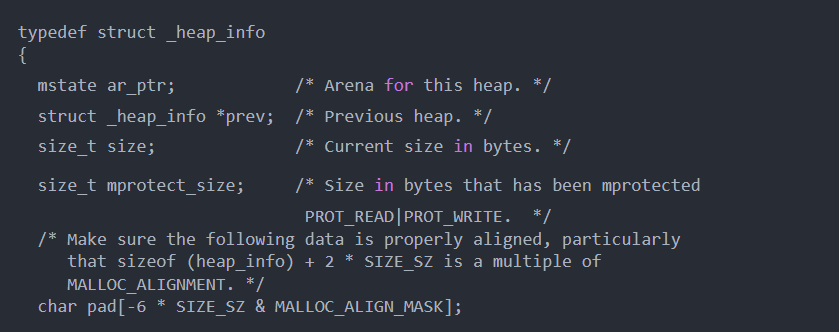 typedef struct _heap_info
{
mstate ar_ptr; /* Arena for this heap. */
struct _heap_info *prev; /* Previous heap. */
size_t size; /* Current size in bytes. */
size_t mprotect_size; /* Size in bytes that has been mprotected
PROT_READ|PROT_WRITE. */
/* Make sure the following data is properly aligned, particularly
that sizeof (heap_info) + 2 * SIZE_SZ is a multiple of
MALLOC_ALIGNMENT. */
char pad[-6 * SIZE_SZ & MALLOC_ALIGN_MASK];